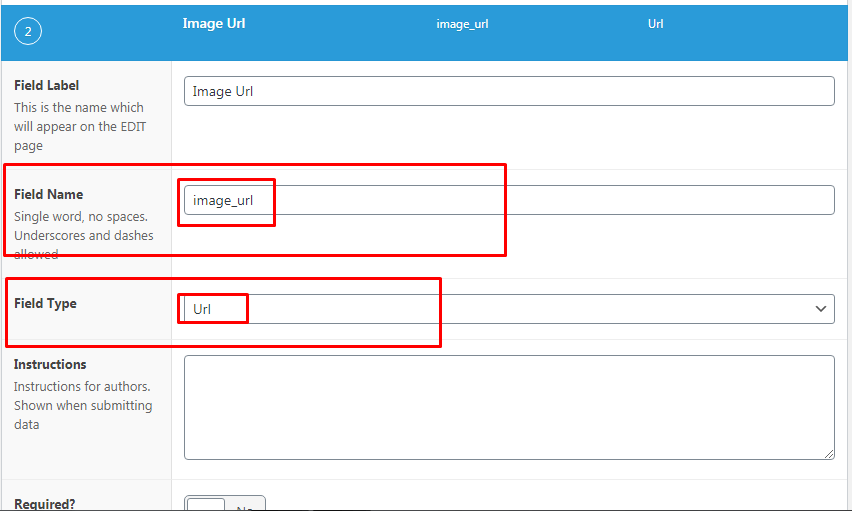 2 Image Url image_url Url
Field Label
This is the name which
will appear on the EDIT
page
Image Url
Field Name
Single word, no spaces.
Underscores and dashes
allowed
image_url
Field Type
Url
Instructions
Instructions for authors.
Shown when submitting
data
Required?
No